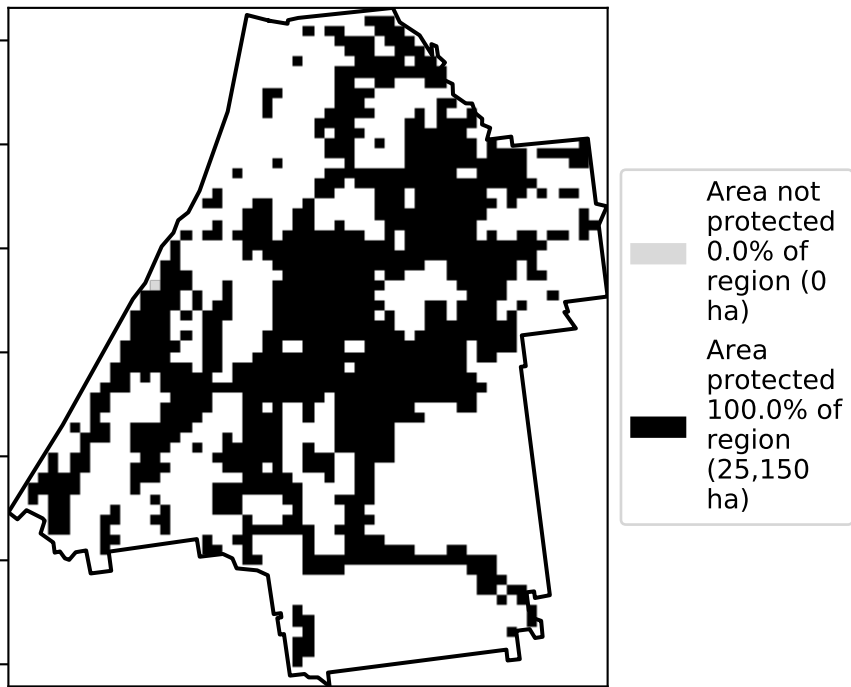 Area not
protected
0.0% of
region (0
ha)
Area
protected
100.0% of
region
(25,150
ha)